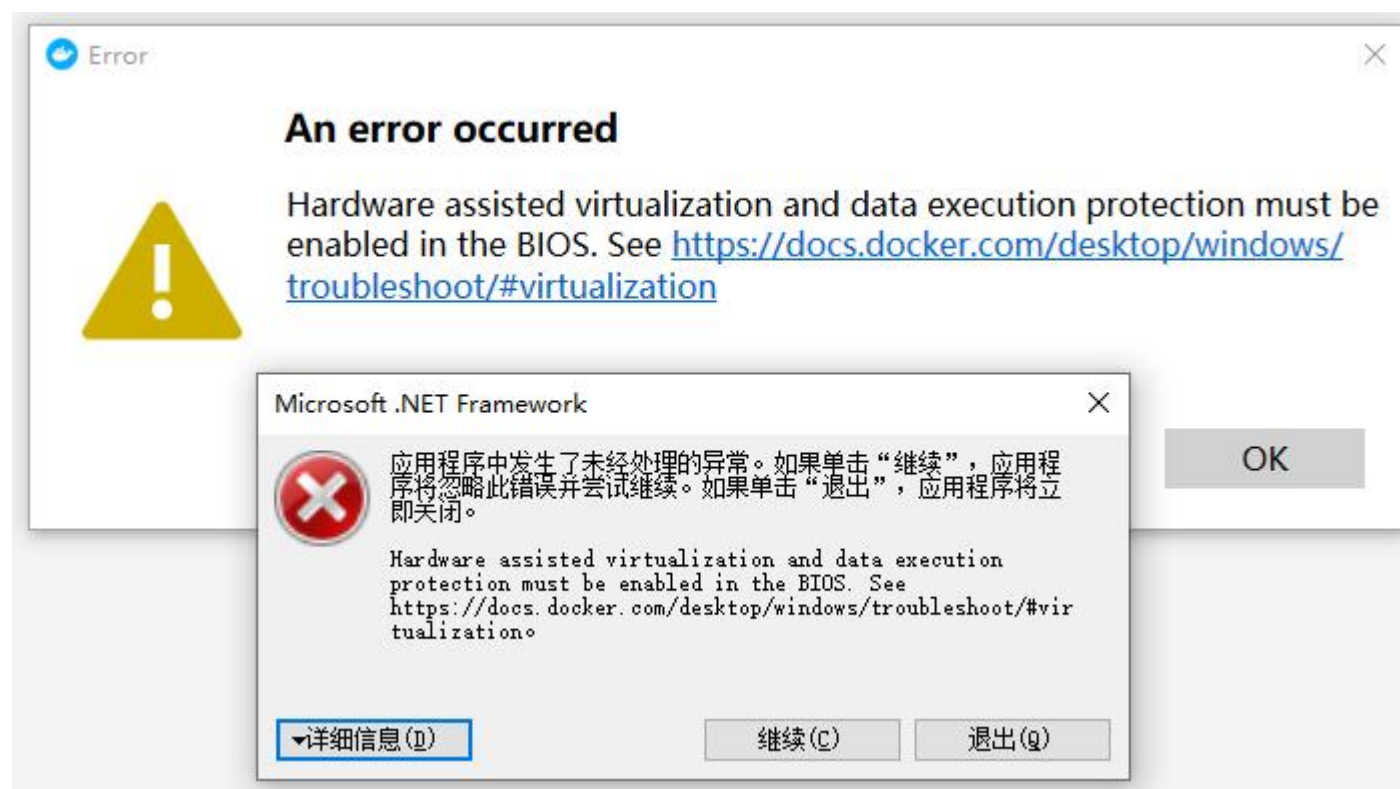 Error
An error occurred
Hardware assisted virtualization and data execution protection must be
enabled in the BIOS. See https://docs.docker.com/desktop/windows/
troubleshoot/#virtualization
OK
Microsoft .NET Framework
应用程序中发生了未经处理的异常。如果单击“继续”，应用程
序将忽略此错误并尝试继续。如果单击“退出”，应用程序将立
即关闭。
Hardware assisted virtualization and data execution
protection must be enabled in the BIOS. See
https://docs.docker.com/desktop/windows/troubleshoot/#vir
tualization。
详细信息(D)
继续(C)
退出(Q)